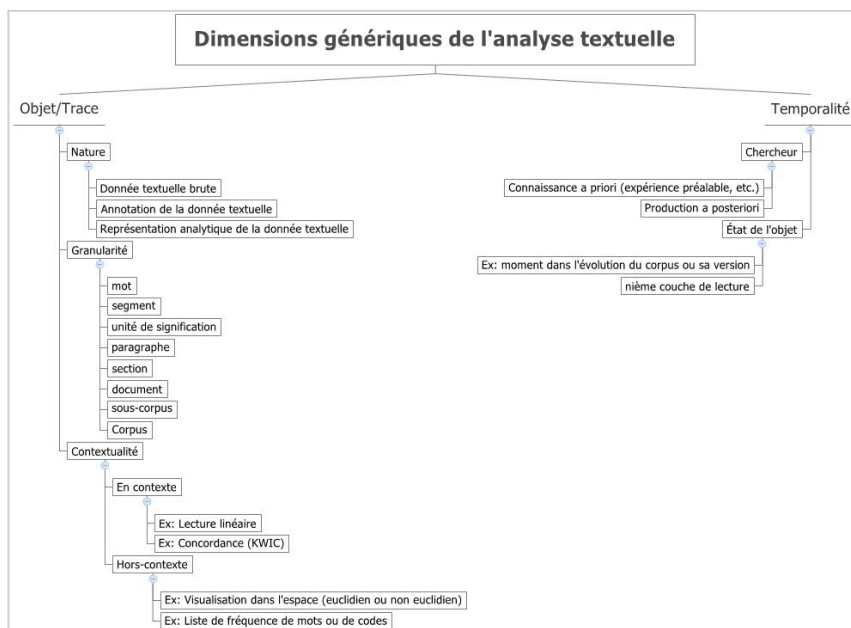 Dimensions génériques de l'analyse textuelle
Objet/Trace
Nature
Donnée textuelle brute
Annotation de la donnée textuelle
Représentation analytique de la donnée textuelle
Granularité
mot
segment
unité de signification
paragraphe
section
document
sous-corpus
Corpus
Contextualité
En contexte
Ex: Lecture linéaire
Ex: Concordance (KWIC)
Hors-contexte
Ex: Visualisation dans l'espace (euclidien ou non euclidien)
Ex: Liste de fréquence de mots ou de codes
Temporalité
Chercheur
Connaissance a priori (expérience préalable, etc.)
Production a posteriori
État de l'objet
Ex: moment dans l'évolution du corpus ou sa version
nième couche de lecture